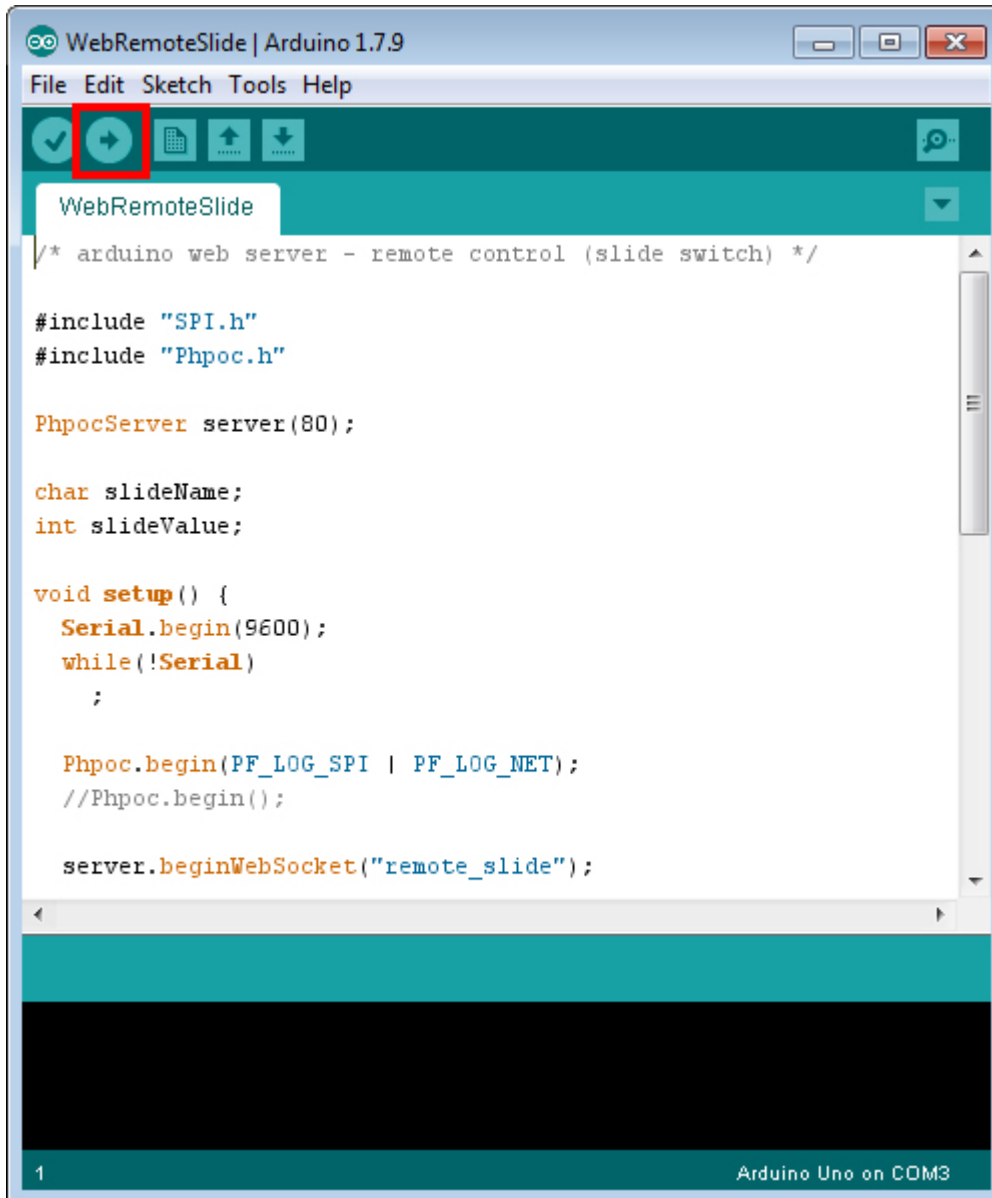 WebRemoteSlide | Arduino 1.7.9
File Edit Sketch Tools Help
WebRemoteSlide
/* arduino web server - remote control (slide switch) */
#include "SPI.h"
#include "Phpoc.h"
PhpocServer server(80);
char slideName;
int slideValue;
void setup() {
  Serial.begin(9600);
  while(!Serial)
    ;
  Phpoc.begin(PF_LOG_SPI | PF_LOG_NET);
  //Phpoc.begin();
  server.beginWebSocket("remote_slide");
1 Arduino Uno on COM3